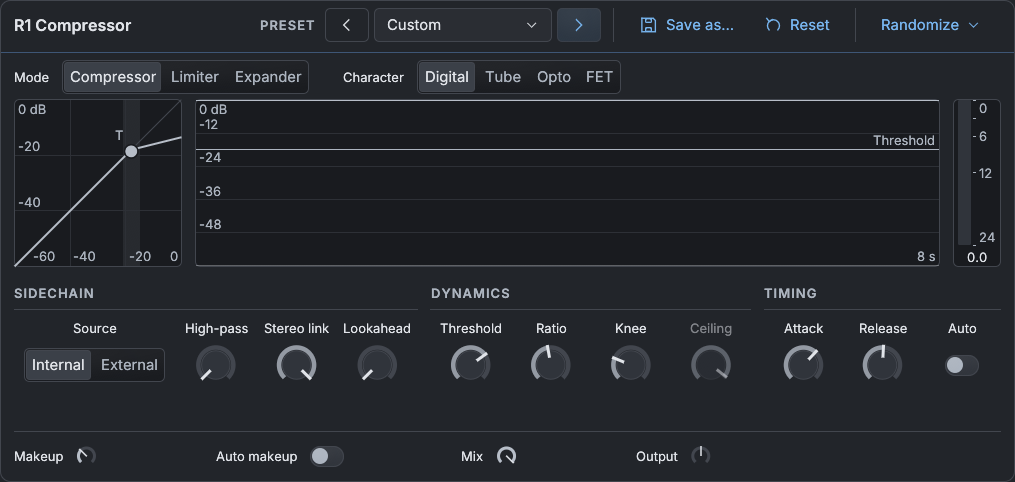 R1 Compressor PRESET Custom Save as... Reset Randomize
Mode Compressor Limiter Expander Character Digital Tube Opto FET
0 dB
T
-20
-40
-60 -40 -20 0
0 dB
-12
Threshold
-24
-36
-48
8 s
0
-6
-12
24
0.0
SIDECHAIN DYNAMICS TIMING
Source High-pass Stereo link Lookahead Threshold Ratio Knee Ceiling Attack Release Auto
Internal External
Makeup Auto makeup Mix Output